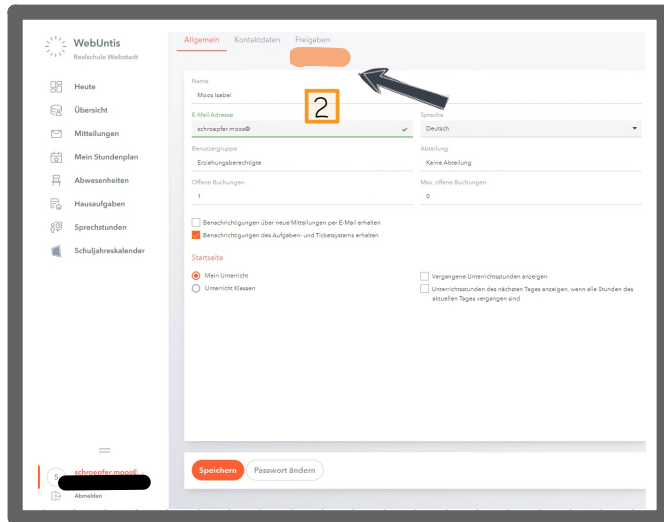 WebUntis
Realschule Waibstadt
Heute
Übersicht
Mitteilungen
Mein Stundenplan
Abwesenheiten
Hausaufgaben
Sprechstunden
Schuljahreskalender
S
schroepfer.moos@...
Abmelden
Allgemein Kontaktdaten Freigaben
2
Name
Moos Isabel
E-Mail Adresse
schroepfer.moos@
Sprache
Deutsch
Benutzergruppe
Erziehungsberechtigte
Abteilung
Keine Abteilung
Offene Buchungen
1
Max. offene Buchungen
0
Benachrichtigungen über neue Mitteilungen per E-Mail erhalten
Benachrichtigungen des Aufgaben- und Ticketsystems erhalten
Startseite
Mein Unterricht
Unterricht Klassen
Vergangene Unterrichtsstunden anzeigen
Unterrichtsstunden des nächsten Tages anzeigen, wenn alle Stunden des
aktuellen Tages vergangen sind
Speichern Passwort ändern